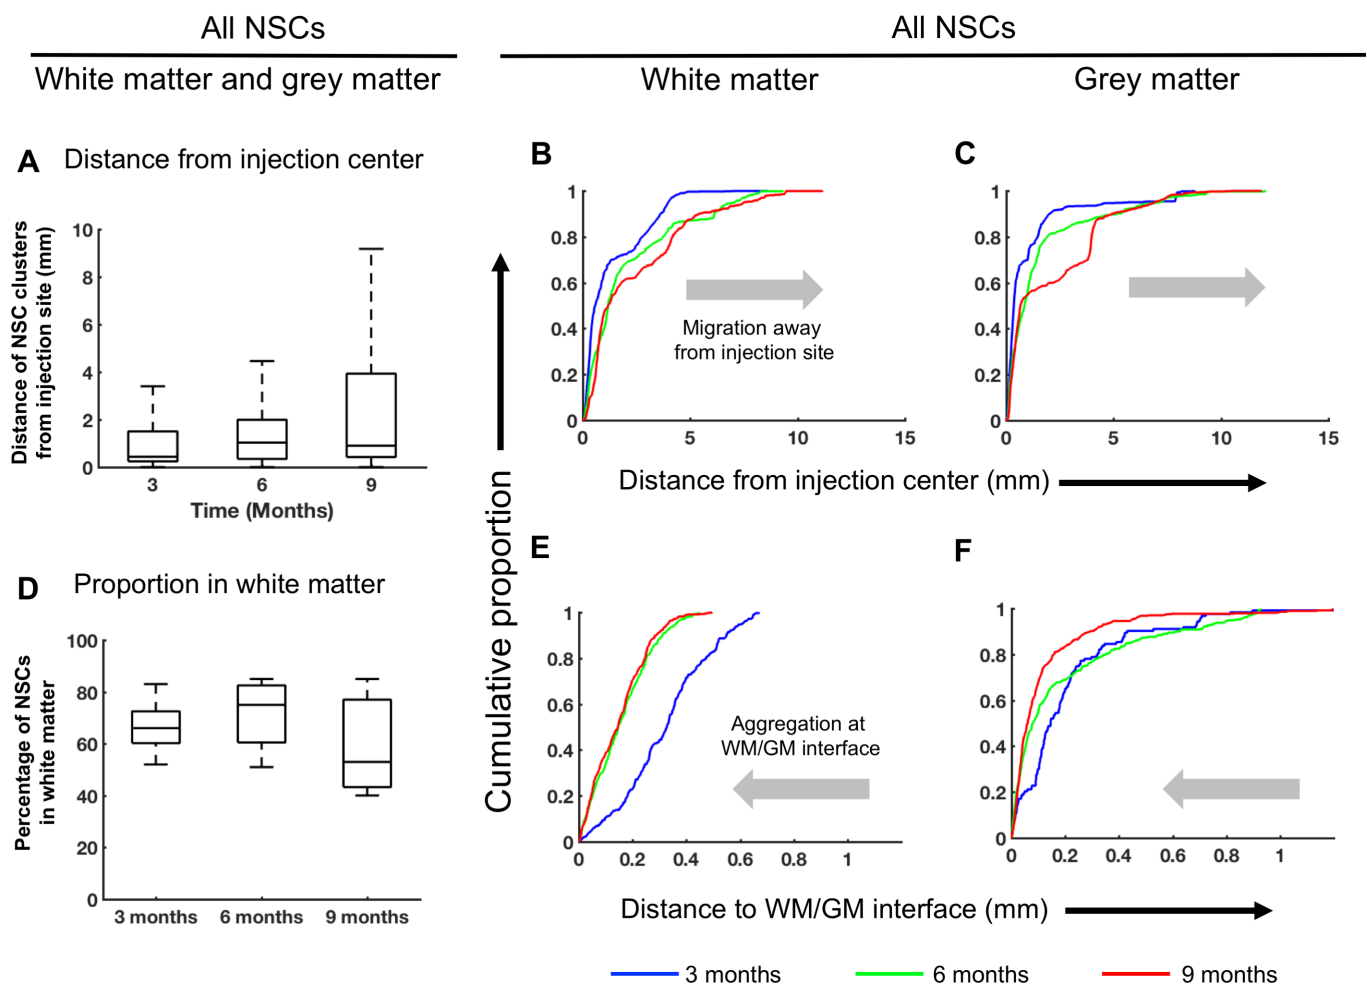 All NSCs
White matter and grey matter
All NSCs
White matter
Grey matter
A
Distance from injection center
Distance of NSC clusters
from injection site (mm)
10
8
6
4
2
0
3
6
9
Time (Months)
B
1
0.8
0.6
0.4
0.2
0
0
5
10
15
Migration away
from injection site
C
1
0.8
0.6
0.4
0.2
0
0
5
10
15
Distance from injection center (mm)
Cumulative proportion
D
Proportion in white matter
Percentage of NSCs
in white matter
100
80
60
40
20
0
3 months
6 months
9 months
E
1
0.8
0.6
0.4
0.2
0
0
0.2
0.4
0.6
0.8
1
Aggregation at
WM/GM interface
F
1
0.8
0.6
0.4
0.2
0
0
0.2
0.4
0.6
0.8
1
Distance to WM/GM interface (mm)
3 months
6 months
9 months